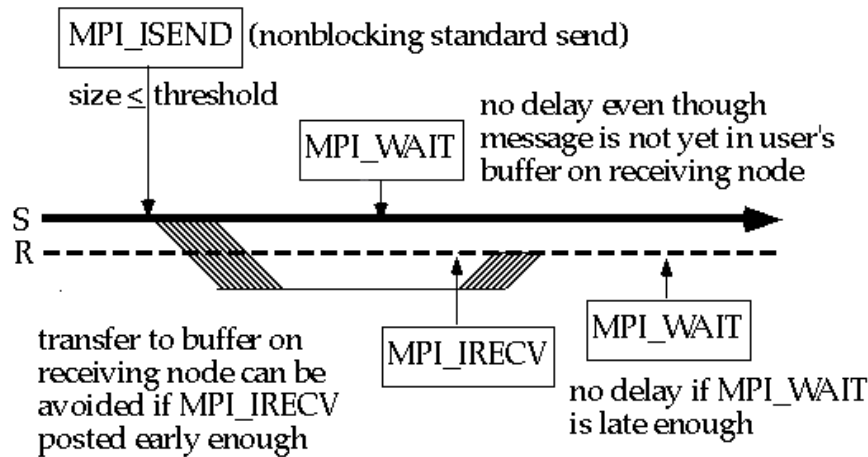 MPI_ISEND (nonblocking standard send)
size ≤ threshold
no delay even though
message is not yet in user's
buffer on receiving node
MPI_WAIT
S
R
transfer to buffer on
receiving node can be
avoided if MPI_IRECV
posted early enough
MPI_IRECV
MPI_WAIT
no delay if MPI_WAIT
is late enough